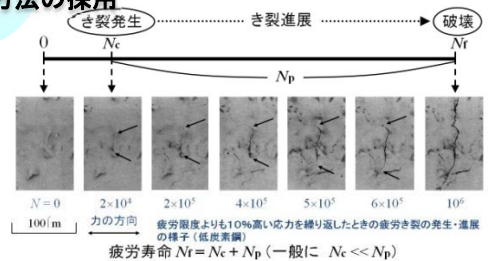 方法の採用
き裂発生 き裂進展 破壊
0 Nc Nf
Np
N = 0 2×10⁴ 2×10⁵ 4×10⁵ 5×10⁵ 6×10⁵ 10⁶
100⌠m 力の方向 疲労限度よりも10%高い応力を繰り返したときの疲労き裂の発生・進展
の様子(低炭素鋼)
疲労寿命 Nf = Nc + Np (一般に Nc << Np)